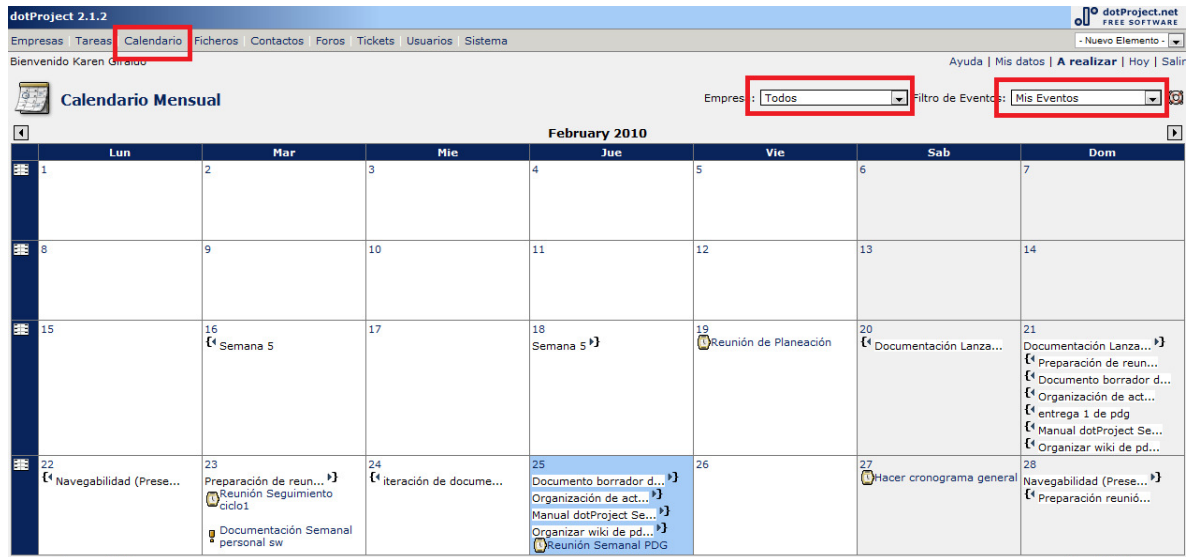 dotProject 2.1.2
dotProject.net
FREE SOFTWARE
Empresas Tareas Calendario Ficheros Contactos Foros Tickets Usuarios Sistema
- Nuevo Elemento -
Bienvenido Karen Giraldo
Ayuda | Mis datos | A realizar | Hoy | Salir
Calendario Mensual
Empresa: Todos
Filtro de Eventos: Mis Eventos
February 2010
Lun Mar Mie Jue Vie Sab Dom
1 2 3 4 5 6 7
8 9 10 11 12 13 14
15
16
Semana 5
17
18
Semana 5
19
Reunión de Planeación
20
Documentación Lanza...
21
Documentación Lanza...
Preparación de reun...
Documento borrador d...
Organización de act...
entrega 1 de pdg
Manual dotProject Se...
Organizar wiki de pd...
22
Navegabilidad (Prese...
23
Preparación de reun...
Reunión Seguimiento
ciclo1
Documentación Semanal
personal sw
24
iteración de docume...
25
Documento borrador d...
Organización de act...
Manual dotProject Se...
Organizar wiki de pd...
Reunión Semanal PDG
26
27
Hacer cronograma general
28
Navegabilidad (Prese...
Preparación reunió...